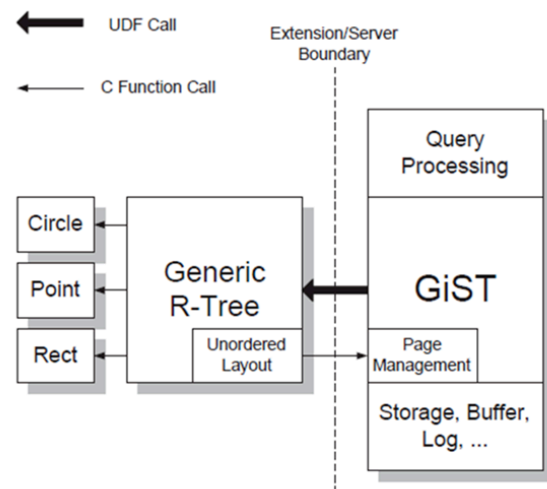 UDF Call
C Function Call
Extension/Server
Boundary
Query
Processing
Circle
Point
Rect
Generic
R-Tree
Unordered
Layout
GiST
Page
Management
Storage, Buffer,
Log, ...